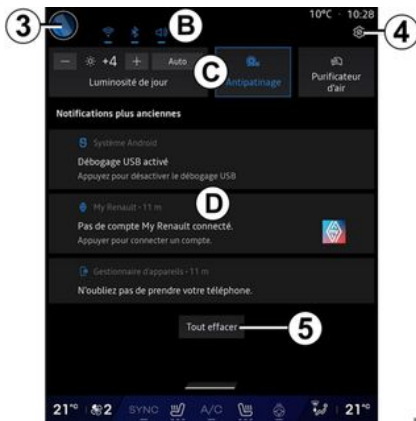 10°C · 10:28
3
B
4
+4
Auto
C
Luminosité de jour
Antipatinage
Purificateur
d'air
Notifications plus anciennes
Système Android
Débogage USB activé
Appuyez pour désactiver le débogage USB
My Renault · 11 m
D
Pas de compte My Renault connecté.
Appuyer pour connecter un compte.
Gestionnaire d'appareils · 11 m
N'oubliez pas de prendre votre téléphone.
Tout effacer
5
21°C 2 SYNC A/C 21°C